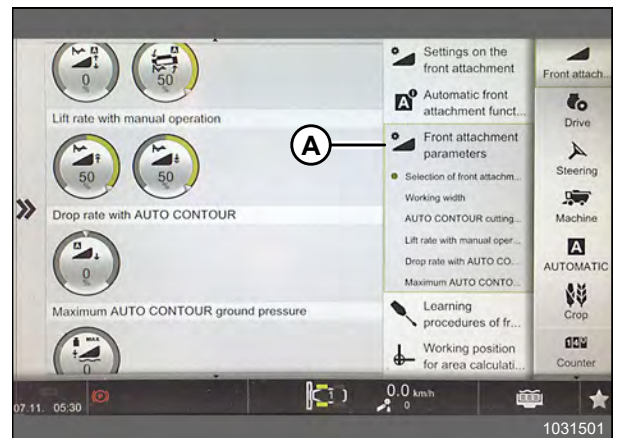 0
%
50
%
Lift rate with manual operation
50
%
50
%
Drop rate with AUTO CONTOUR
0
%
Maximum AUTO CONTOUR ground pressure
MAX
0
Settings on the
front attachment
Automatic front
attachment funct...
A
Front attachment
parameters
Selection of front attachm...
Working width
AUTO CONTOUR cutting...
Lift rate with manual oper...
Drop rate with AUTO CO...
Maximum AUTO CONTO...
Learning
procedures of fr...
Working position
for area calculati...
Front attach...
Drive
Steering
Machine
A
AUTOMATIC
Crop
Counter
07.11. 05:30
(P)
1
0.0 km/h
0
1031501